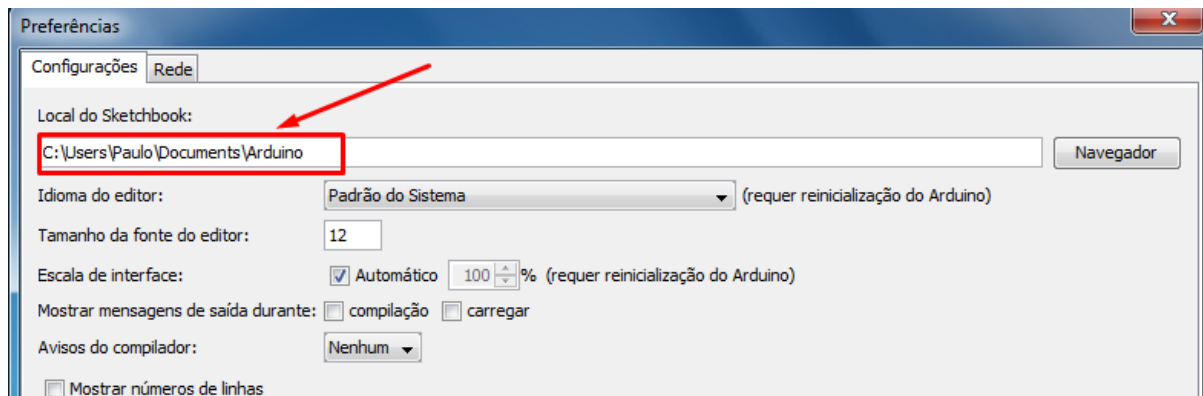 Preferências
Configurações Rede
Local do Sketchbook:
C:\Users\Paulo\Documents\Arduino Navegador
Idioma do editor: Padrão do Sistema (requer reinicialização do Arduino)
Tamanho da fonte do editor: 12
Escala de interface: Automático 100 % (requer reinicialização do Arduino)
Mostrar mensagens de saída durante: compilação carregar
Avisos do compilador: Nenhum
Mostrar números de linhas